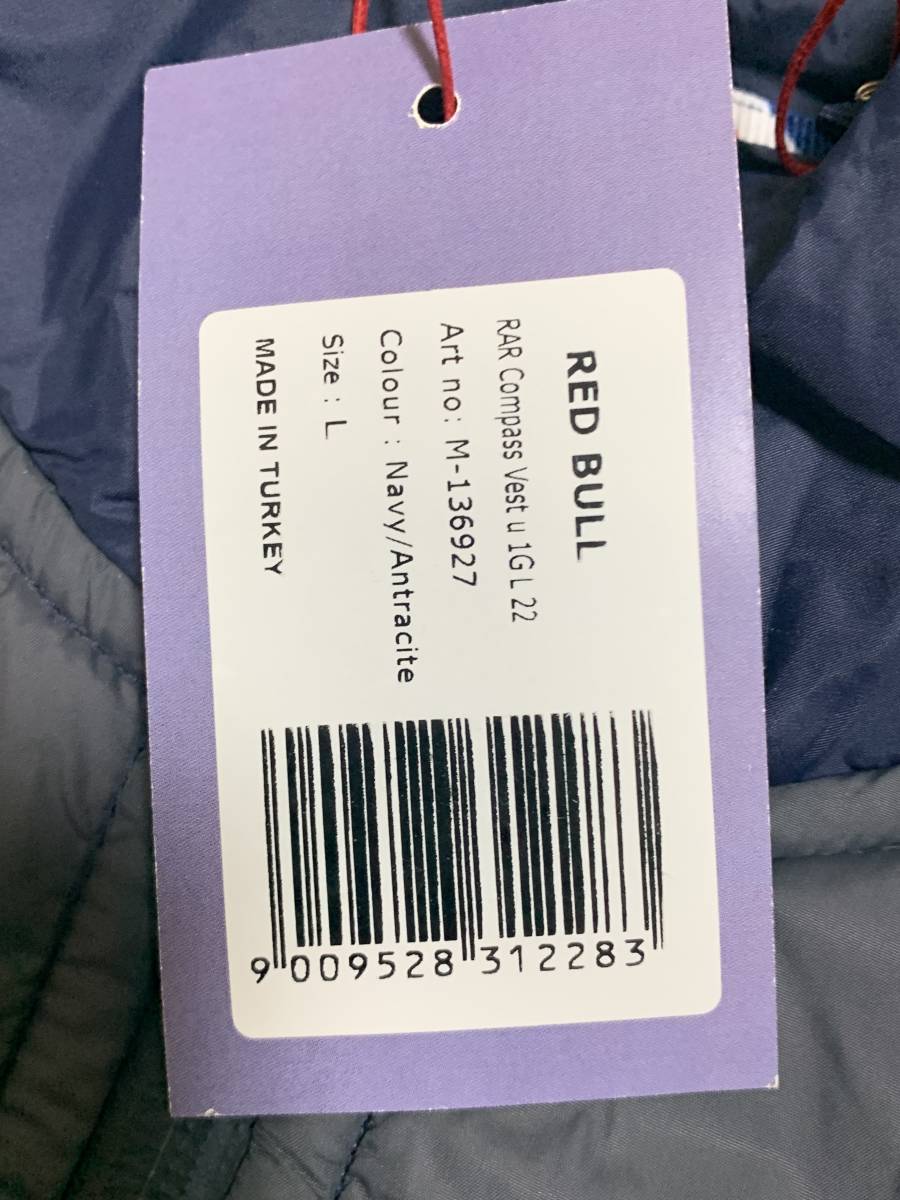 RED BULL
RAR Compass Vest u 1G L 22
Art no: M-136927
Colour : Navy/Antracite
Size : L
MADE IN TURKEY
9 009528 312283